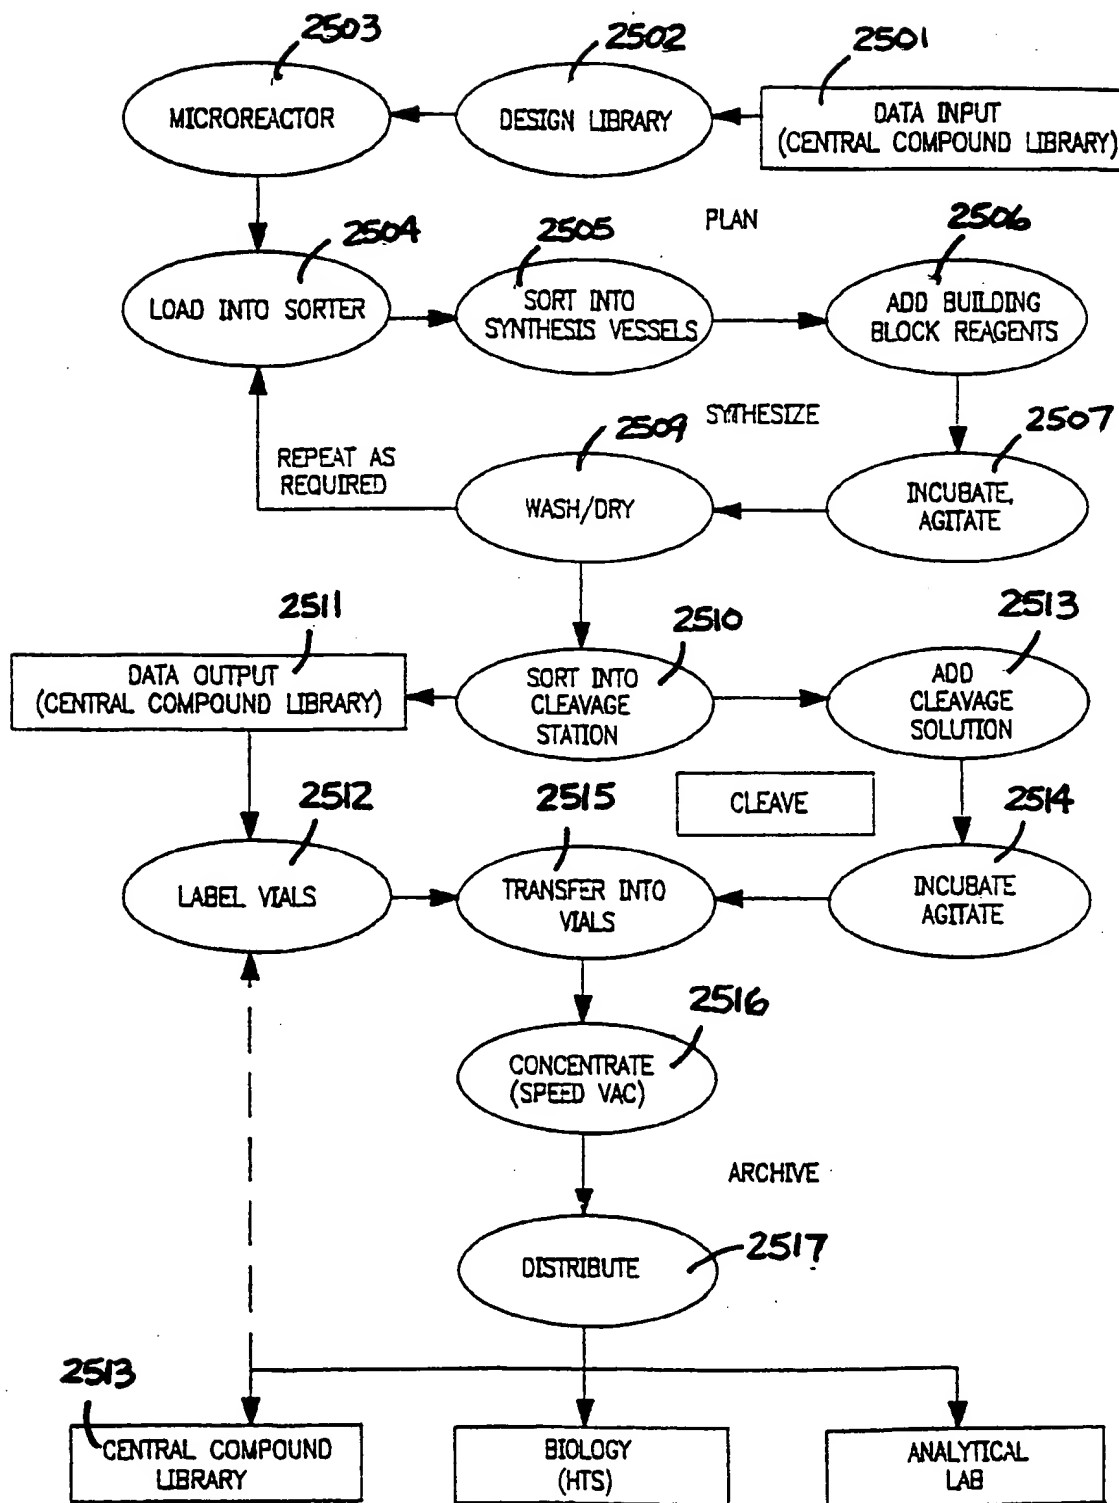 2503
2502
2501
MICROREACTOR
DESIGN LIBRARY
DATA INPUT
(CENTRAL COMPOUND LIBRARY)
PLAN
2504
2505
2506
LOAD INTO SORTER
SORT INTO
SYNTHESIS VESSELS
ADD BUILDING
BLOCK REAGENTS
SYTHESIZE
2509
2507
REPEAT AS
REQUIRED
WASH/DRY
INCUBATE,
AGITATE
2511
2510
2513
DATA OUTPUT
(CENTRAL COMPOUND LIBRARY)
SORT INTO
CLEAVAGE
STATION
ADD
CLEAVAGE
SOLUTION
CLEAVE
2512
2515
2514
LABEL VIALS
TRANSFER INTO
VIALS
INCUBATE
AGITATE
2516
CONCENTRATE
(SPEED VAC)
ARCHIVE
2517
DISTRIBUTE
2513
CENTRAL COMPOUND
LIBRARY
BIOLOGY
(HTS)
ANALYTICAL
LAB